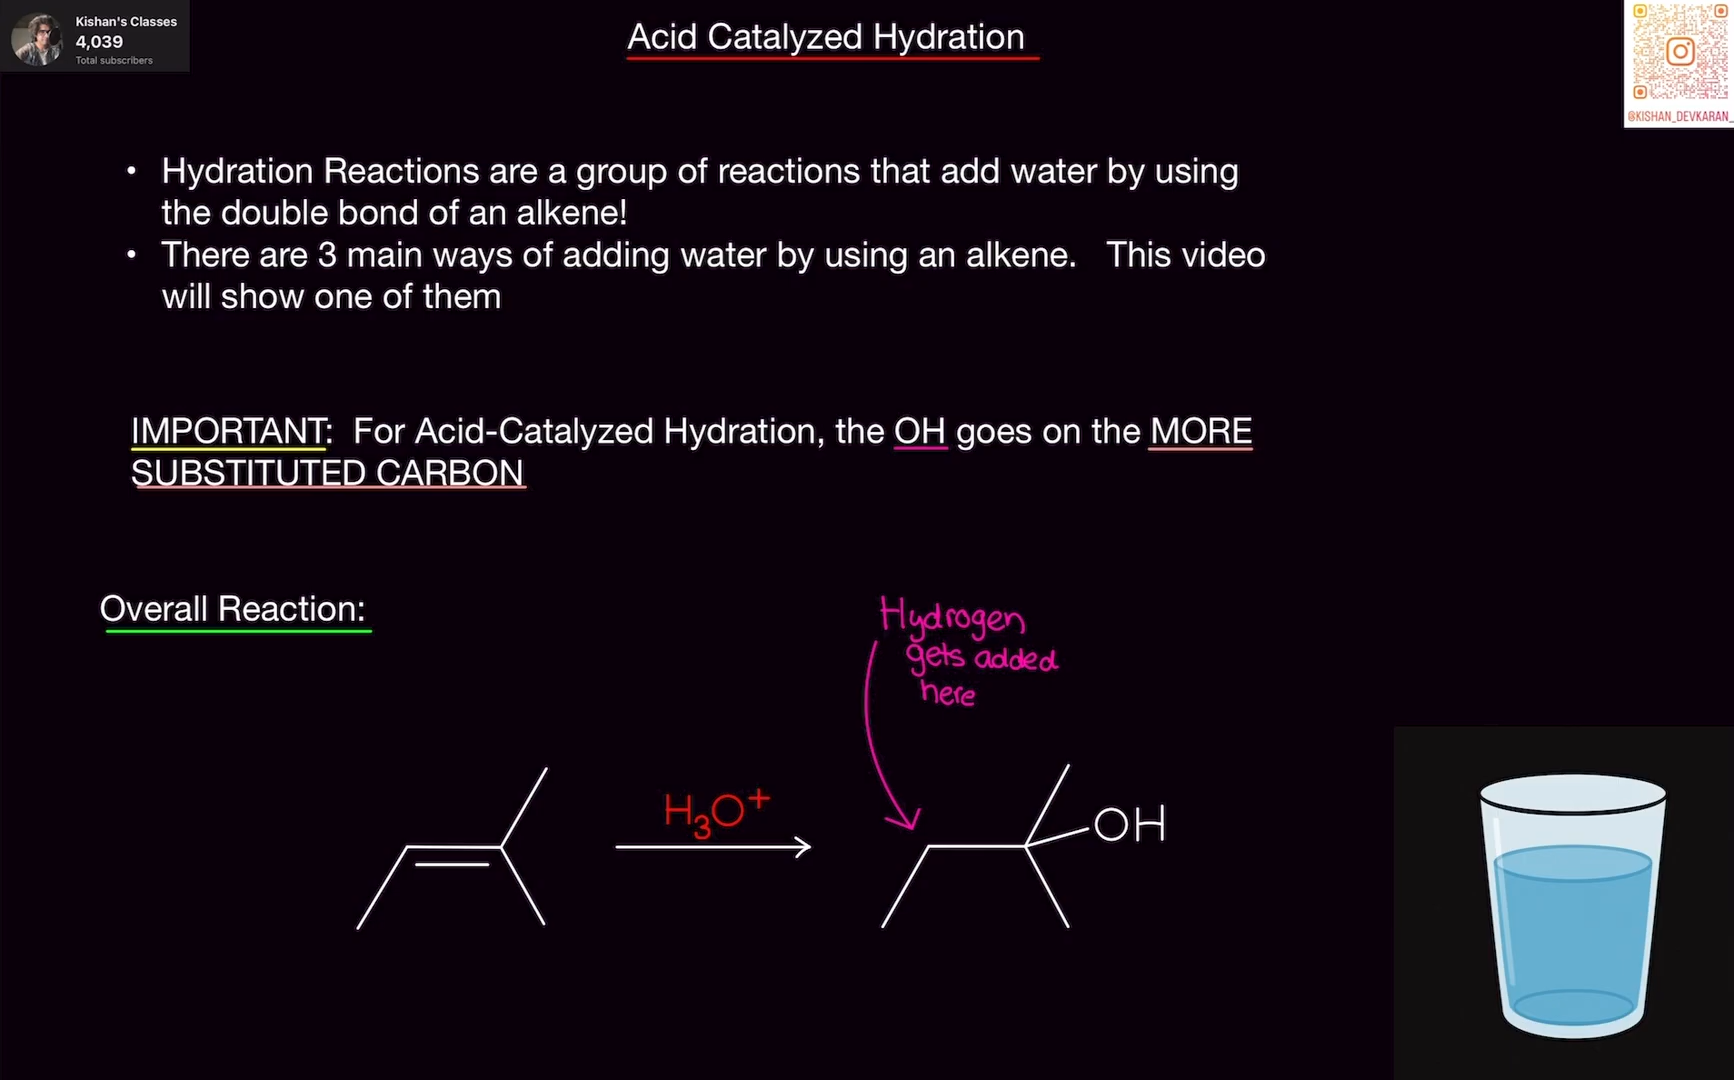 Kishan's Classes
4,039
Total subscribers
Acid Catalyzed Hydration
@KISHAN_DEVKARAN_
• Hydration Reactions are a group of reactions that add water by using
the double bond of an alkene!
• There are 3 main ways of adding water by using an alkene. This video
will show one of them
IMPORTANT: For Acid-Catalyzed Hydration, the OH goes on the MORE
SUBSTITUTED CARBON
Overall Reaction:
Hydrogen
gets added
here
H₃O⁺
OH